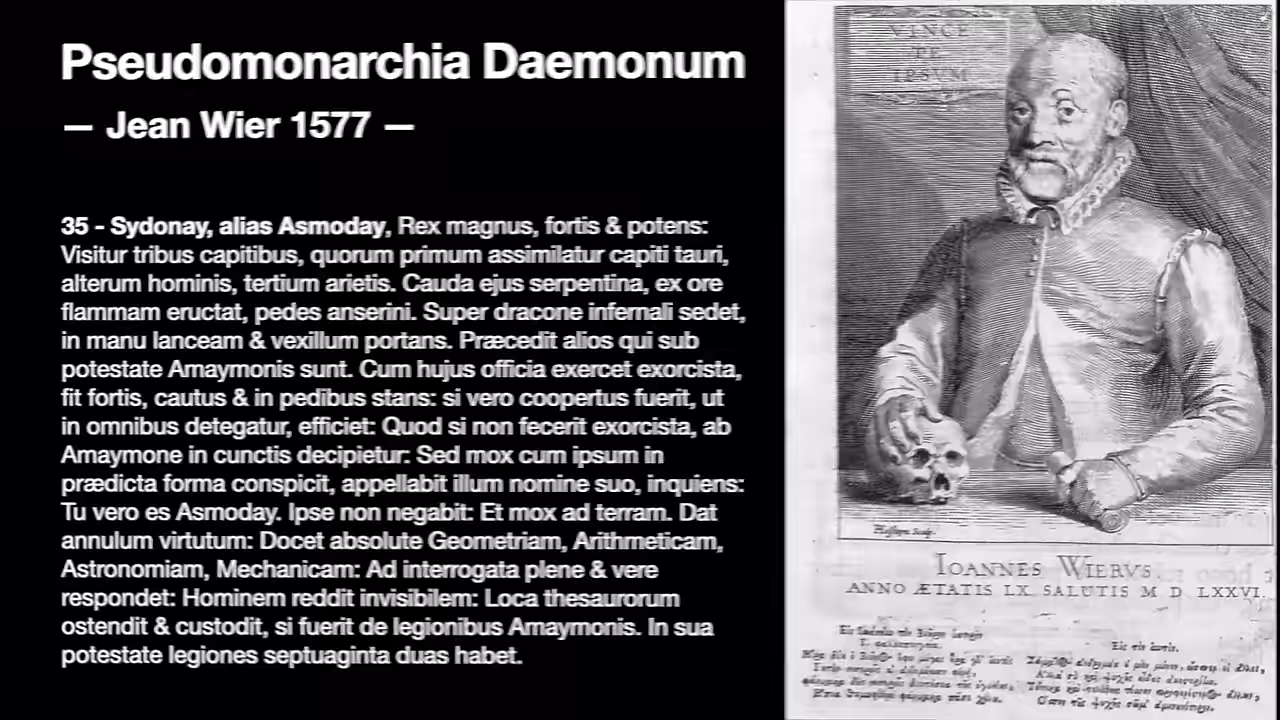 Pseudomonarchia Daemonum
— Jean Wier 1577 —
35 - Sydonay, alias Asmoday, Rex magnus, fortis & potens:
Visitur tribus capitibus, quorum primum assimilatur capiti tauri,
alterum hominis, tertium arietis. Cauda ejus serpentina, ex ore
flammam eructat, pedes anserini. Super dracone infernali sedet,
in manu lanceam & vexillum portans. Præcedit alios qui sub
potestate Amaymonis sunt. Cum hujus officia exercet exorcista,
fit fortis, cautus & in pedibus stans: si vero coopertus fuerit, ut
in omnibus detegatur, efficiet: Quod si non fecerit exorcista, ab
Amaymone in cunctis decipietur: Sed mox cum ipsum in
prædicta forma conspicit, appellabit illum nomine suo, inquiens:
Tu vero es Asmoday. Ipse non negabit: Et mox ad terram. Dat
annulum virtutum: Docet absolute Geometriam, Arithmeticam,
Astronomiam, Mechanicam: Ad interrogata plene & vere
respondet: Hominem reddit invisibilem: Loca thesaurorum
ostendit & custodit, si fuerit de legionibus Amaymonis. In sua
potestate legiones septuaginta duas habet.
VINCE
TE
IPSVM
IOANNES WIERVS
ANNO ÆTATIS LX SALUTIS M D LXXVI.